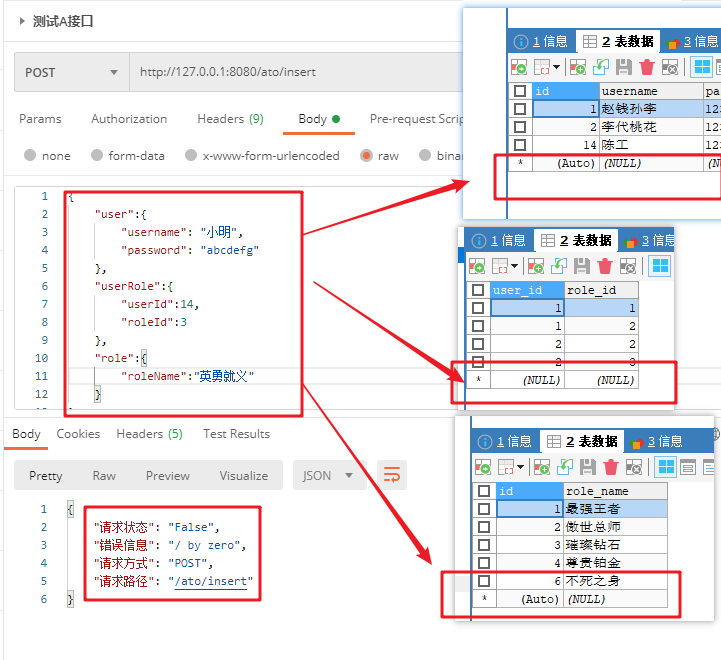 测试A接口
POST
http://127.0.0.1:8080/ato/insert
Params Authorization Headers (9) Body Pre-request Scrip
none form-data x-www-form-urlencoded raw binar
1 {
2 "user":{
3 "username": "小明",
4 "password": "abcdefg"
5 },
6 "userRole":{
7 "userId":14,
8 "roleId":3
9 },
10 "role":{
11 "roleName":"英勇就义"
12 }
Body Cookies Headers (5) Test Results
Pretty Raw Preview Visualize JSON
1 {
2 "请求状态": "False",
3 "错误信息": "/ by zero",
4 "请求方式": "POST",
5 "请求路径": "/ato/insert"
6 }
1 信息 2 表数据 3 信息
id username pa
1 赵钱孙李 123
2 李代桃花 123
14 陈工 123
* (Auto) (NULL) (N
1 信息 2 表数据 3 信息
user_id role_id
1 1
1 2
2 2
2 3
* (NULL) (NULL)
1 信息 2 表数据 3 信息
id role_name
1 最强王者
2 傲世总师
3 璀璨钻石
4 尊贵铂金
6 不死之身
* (Auto) (NULL)